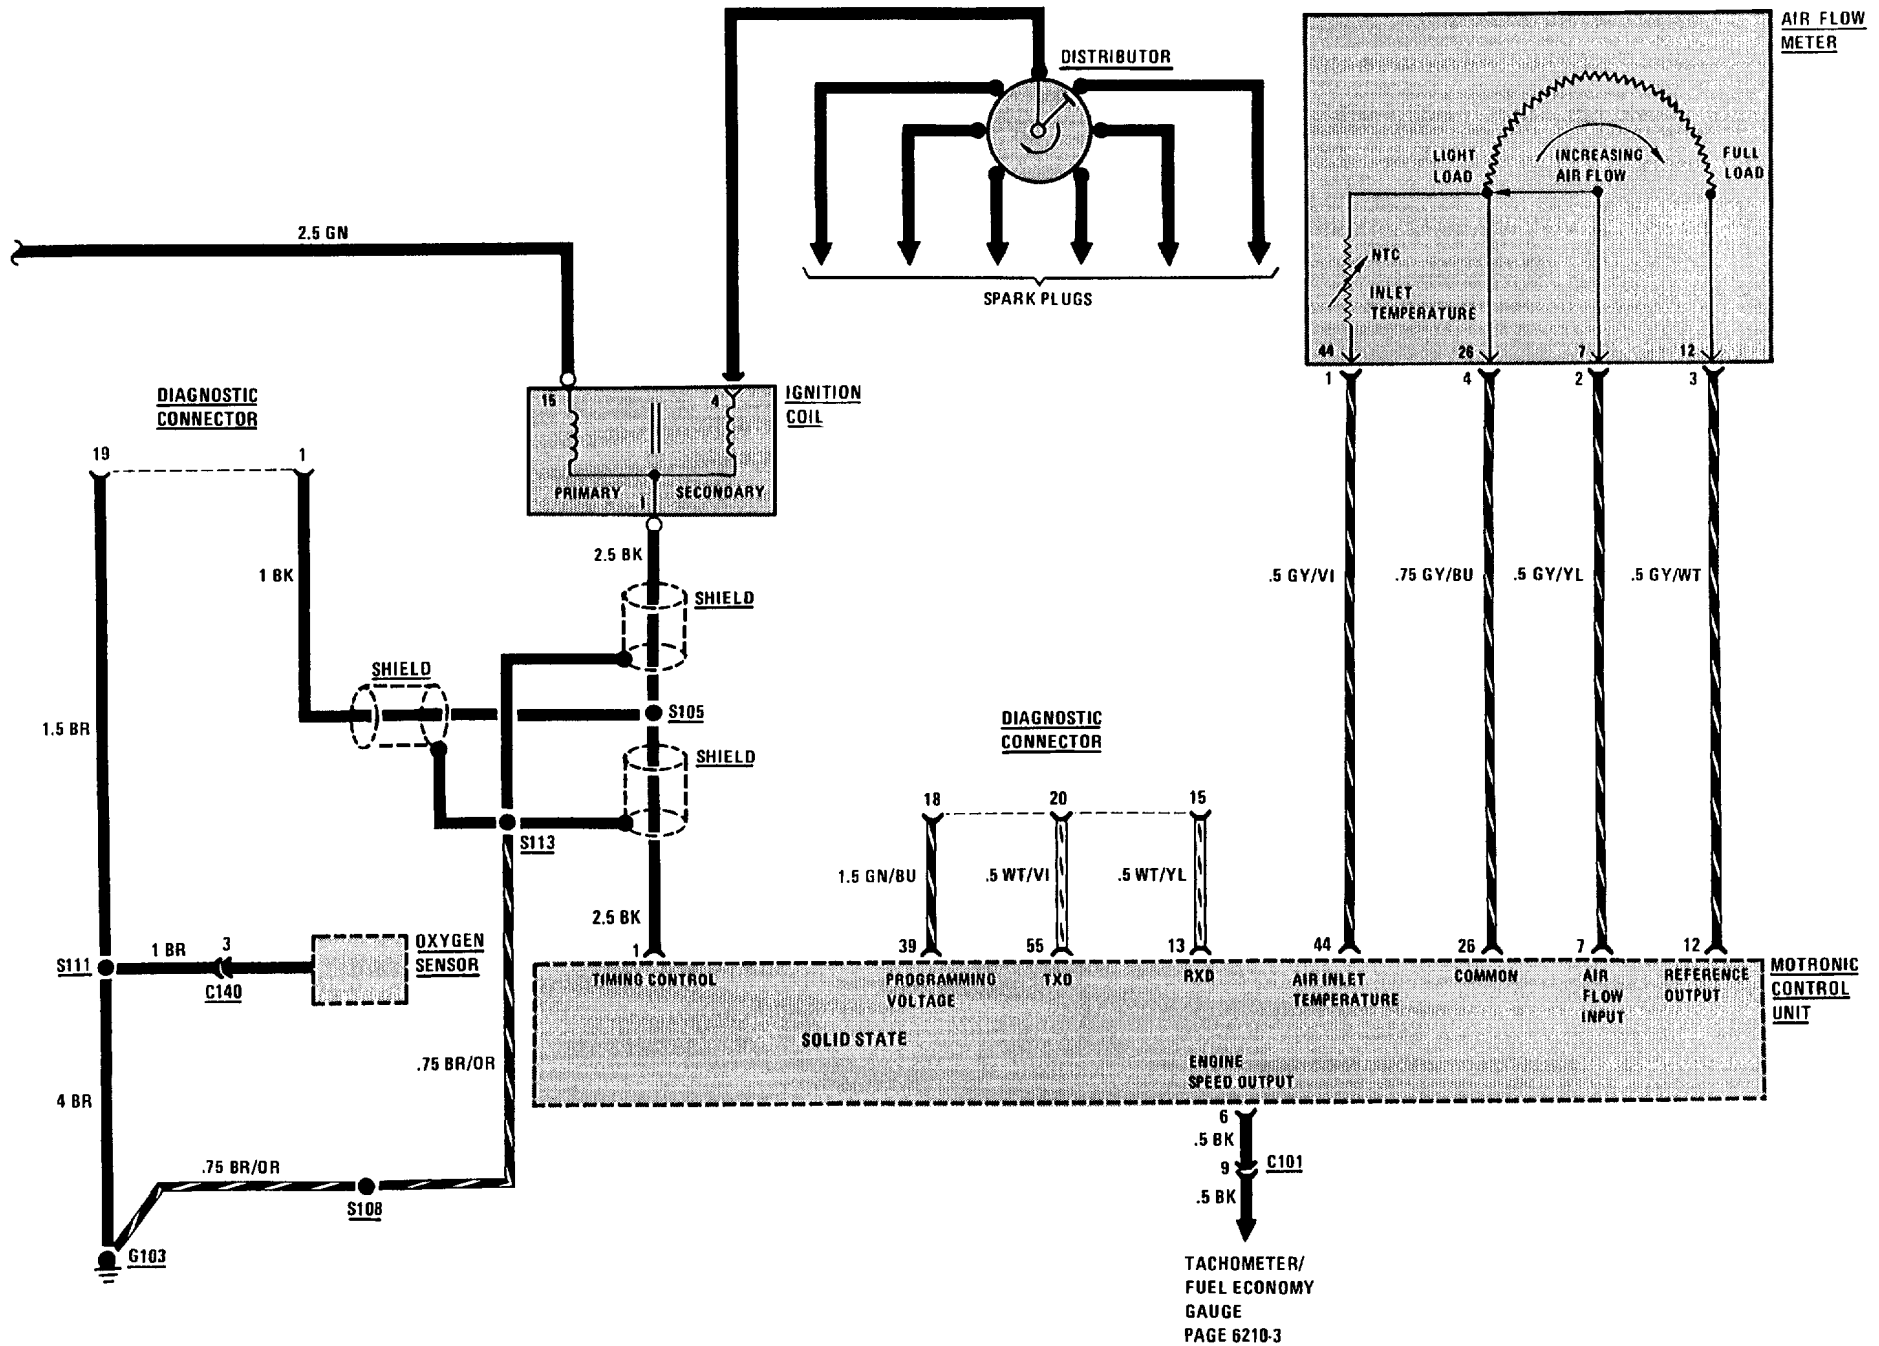 AIR FLOW
METER
DISTRIBUTOR
LIGHT
LOAD
INCREASING
AIR FLOW
FULL
LOAD
2.5 GN
NTC
INLET
TEMPERATURE
SPARK PLUGS
44
26
7
12
1
4
2
3
DIAGNOSTIC
CONNECTOR
15
4
IGNITION
COIL
19
1
PRIMARY
1
SECONDARY
2.5 BK
1 BK
.5 GY/VI
.75 GY/BU
.5 GY/YL
.5 GY/WT
SHIELD
SHIELD
S105
1.5 BR
DIAGNOSTIC
CONNECTOR
SHIELD
18
20
15
S113
1.5 GN/BU
.5 WT/VI
.5 WT/YL
2.5 BK
1 BR
3
OXYGEN
SENSOR
S111
C140
1
39
55
13
44
26
7
12
TIMING CONTROL
PROGRAMMING
VOLTAGE
TXD
RXD
AIR INLET
TEMPERATURE
COMMON
AIR
FLOW
INPUT
REFERENCE
OUTPUT
MOTRONIC
CONTROL
UNIT
SOLID STATE
ENGINE
SPEED OUTPUT
.75 BR/OR
4 BR
6
.5 BK
9
C101
.5 BK
.75 BR/OR
S108
G103
TACHOMETER/
FUEL ECONOMY
GAUGE
PAGE 6210-3